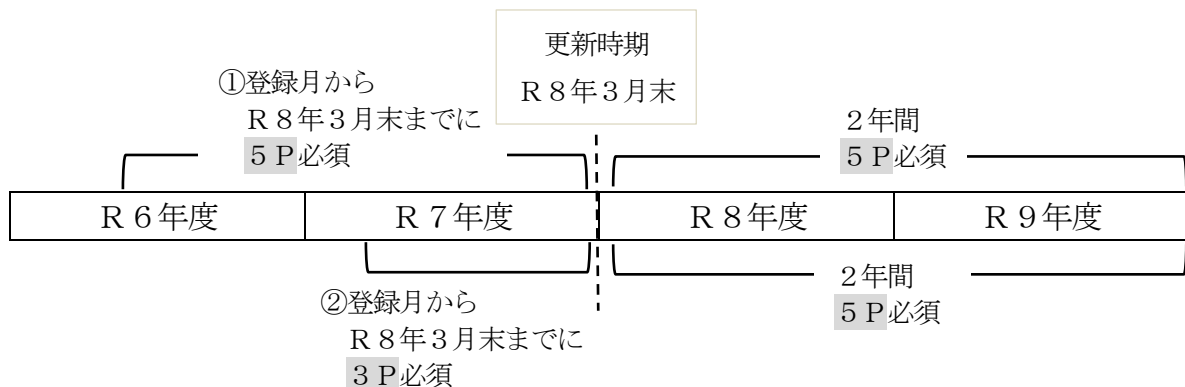 更新時期
R8年3月末
①登録月から
R8年3月末までに
5P必須
2年間
5P必須
R6年度
R7年度
R8年度
R9年度
②登録月から
R8年3月末までに
3P必須
2年間
5P必須